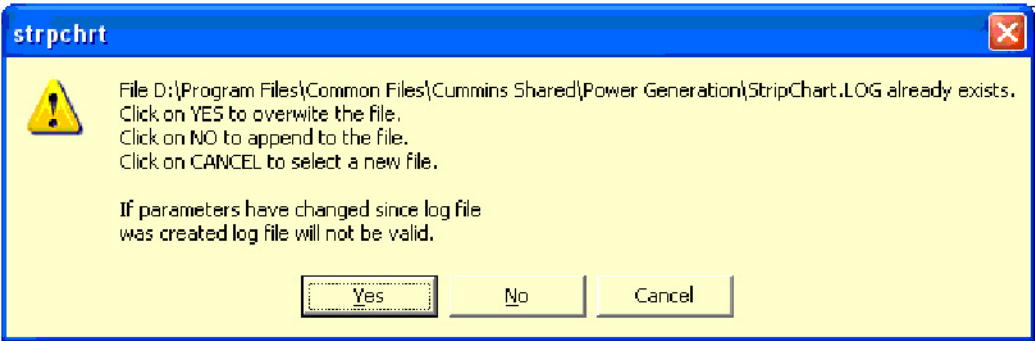 strpchrt
File D:\Program Files\Common Files\Cummins Shared\Power Generation\StripChart.LOG already exists.
Click on YES to overwite the file.
Click on NO to append to the file.
Click on CANCEL to select a new file.
If parameters have changed since log file
was created log file will not be valid.
Yes
No
Cancel